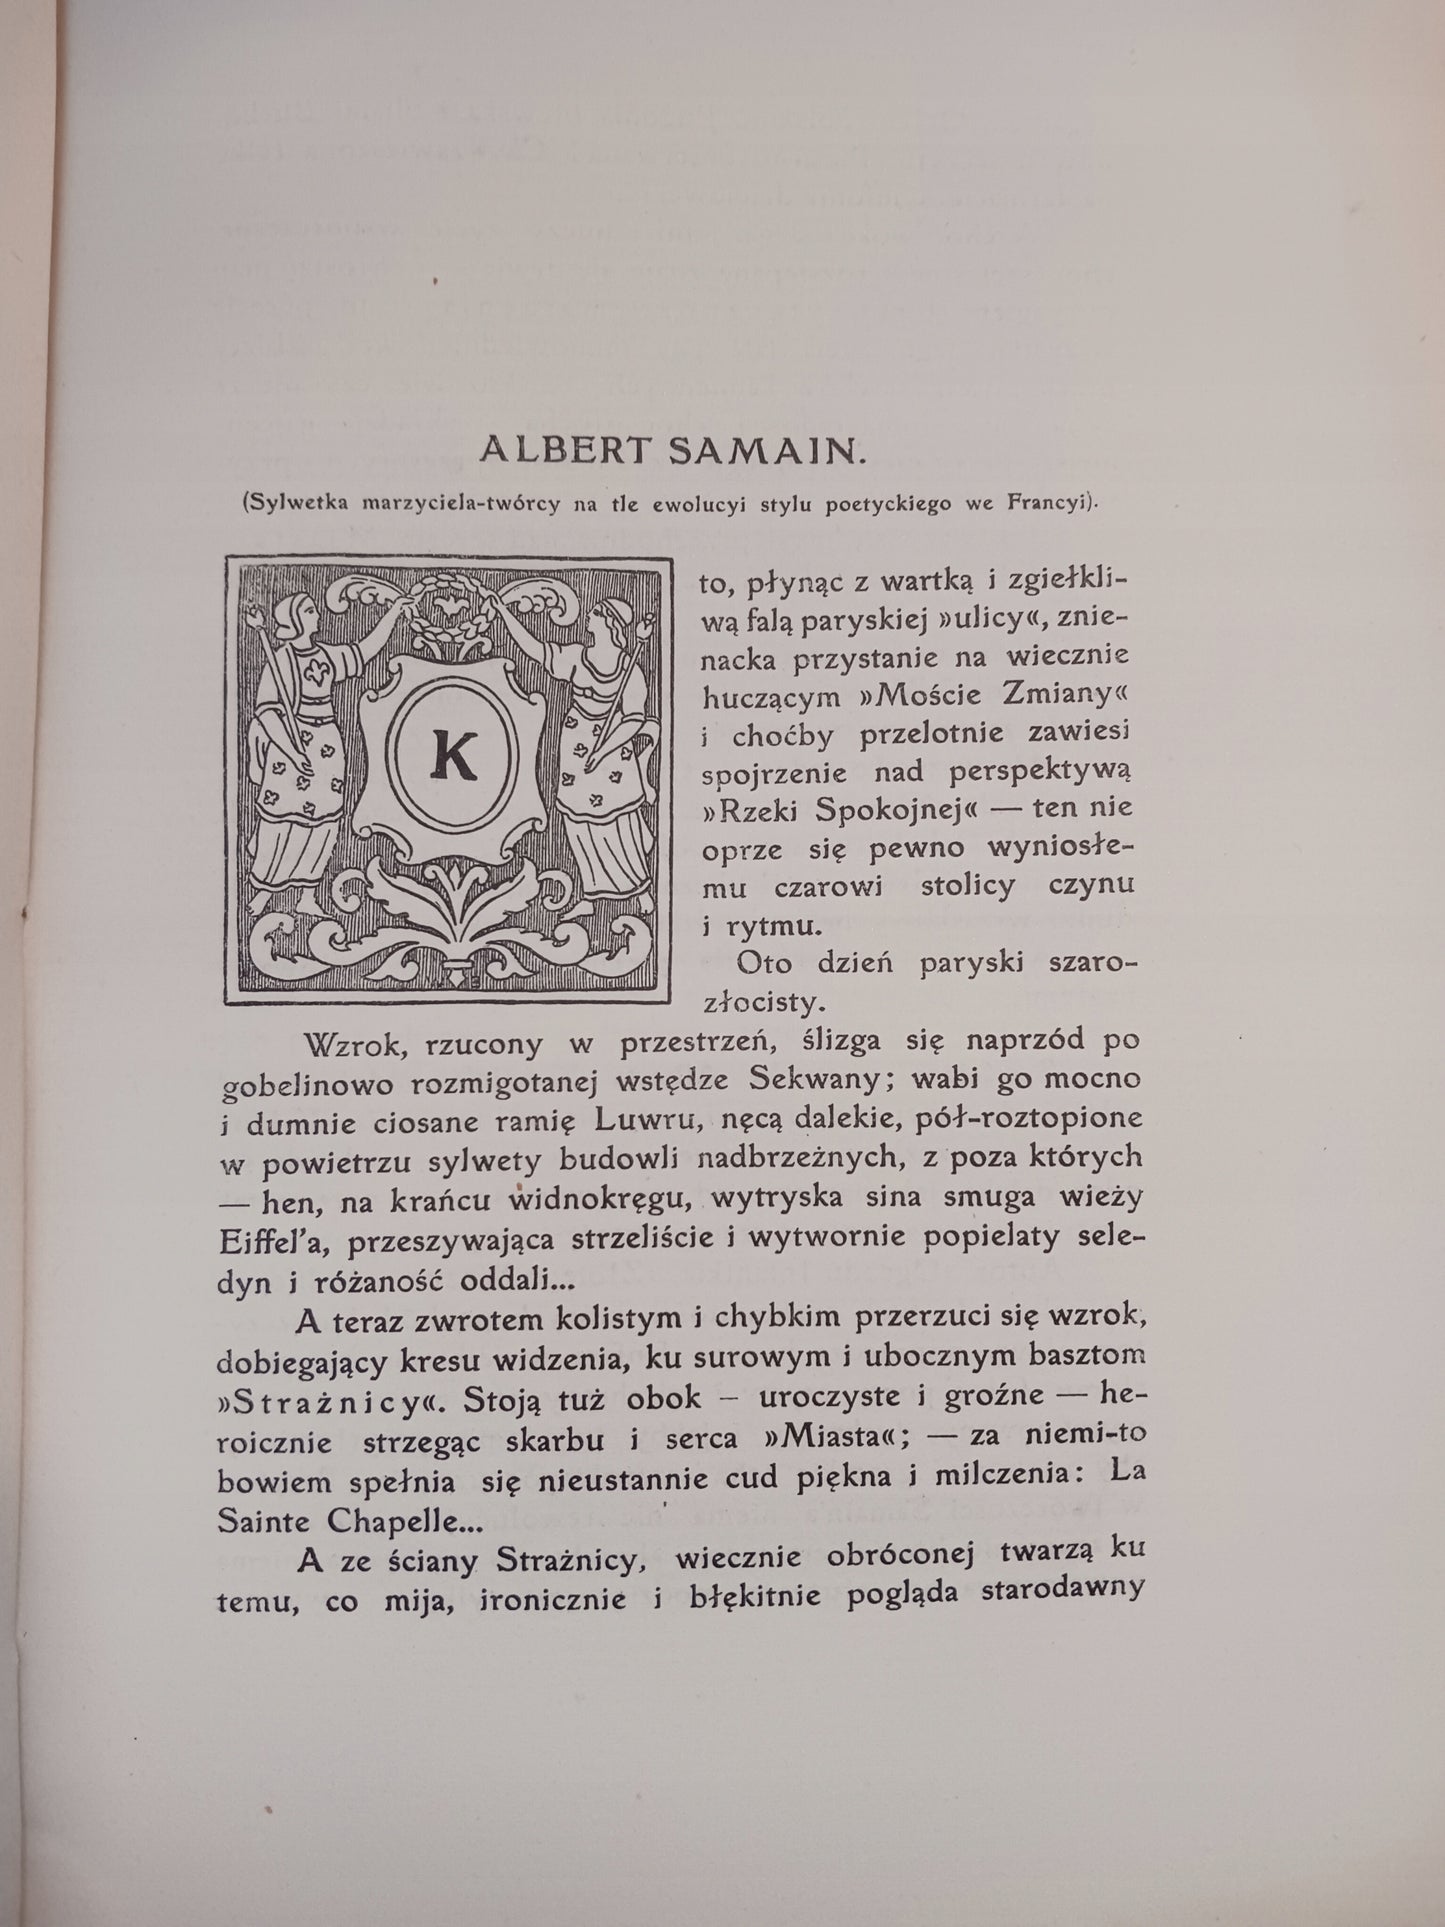 ALBERT SAMAIN.
(Sylwetka marzyciela-twórcy na tle ewolucyi stylu poetyckiego we Francyi).
K
to, płynąc z wartką i zgiełkli-
wą falą paryskiej »ulicy«, znie-
nacka przystanie na wiecznie
huczącym »Moście Zmiany«
i choćby przelotnie zawiesi
spojrzenie nad perspektywą
»Rzeki Spokojnej« — ten nie
oprze się pewno wyniosłe-
mu czarowi stolicy czynu
i rytmu.
Oto dzień paryski szaro-
złocisty.
Wzrok, rzucony w przestrzeń, ślizga się naprzód po
gobelinowo rozmigotanej wstędze Sekwany; wabi go mocno
i dumnie ciosane ramię Luwru, nęcą dalekie, pół-roztopione
w powietrzu sylwety budowli nadbrzeżnych, z poza których
— hen, na krańcu widnokręgu, wytryska sina smuga wieży
Eiffel'a, przeszywająca strzeliście i wytwornie popielaty sele-
dyn i różaność oddali...
A teraz zwrotem kolistym i chybkim przerzuci się wzrok,
dobiegający kresu widzenia, ku surowym i ubocznym basztom
»Strażnicy«. Stoją tuż obok – uroczyste i groźne — he-
roicznie strzegąc skarbu i serca »Miasta«; — za niemi-to
bowiem spełnia się nieustannie cud piękna i milczenia: La
Sainte Chapelle...
A ze ściany Strażnicy, wiecznie obróconej twarzą ku
temu, co mija, ironicznie i błękitnie pogląda starodawny